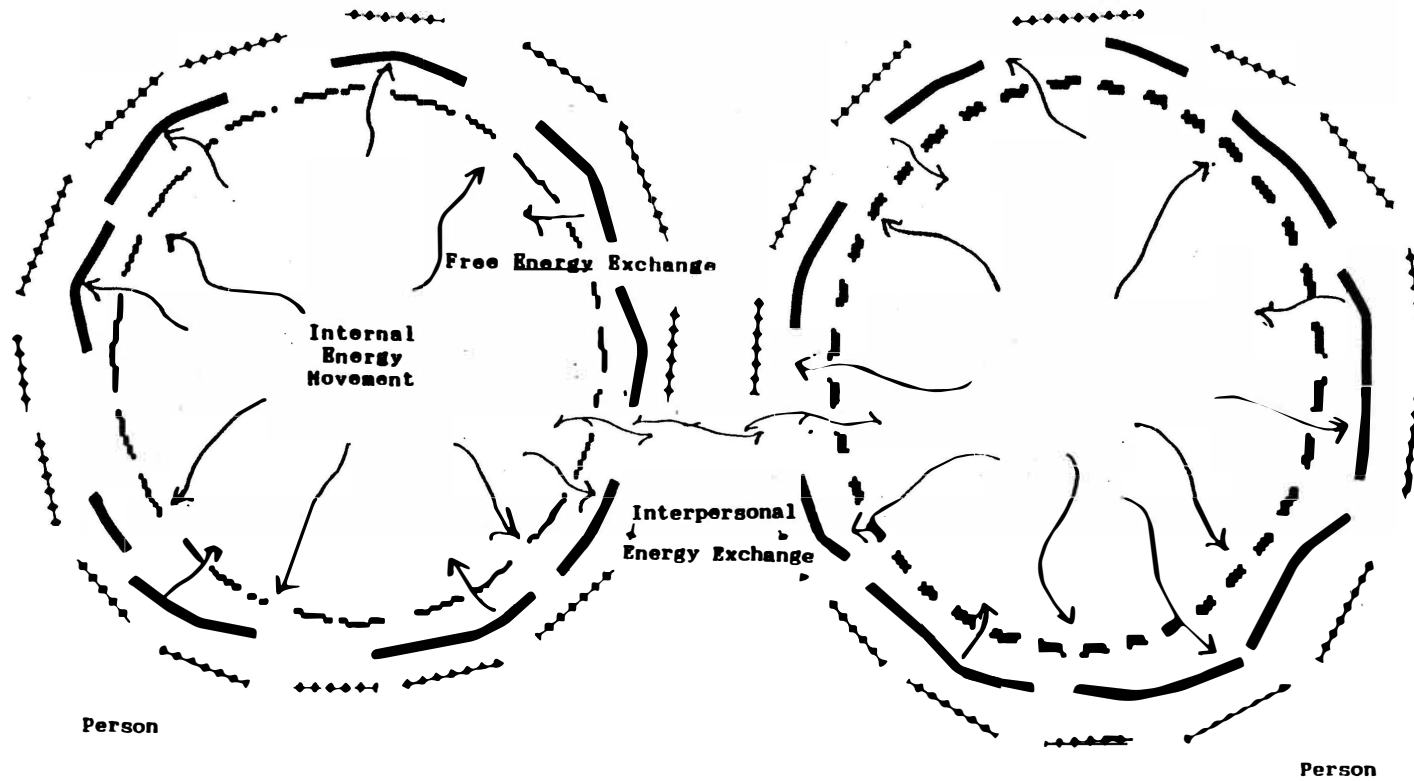 Free Energy Exchange
Internal
Energy
Movement
Interpersonal
Energy Exchange
Person
Person